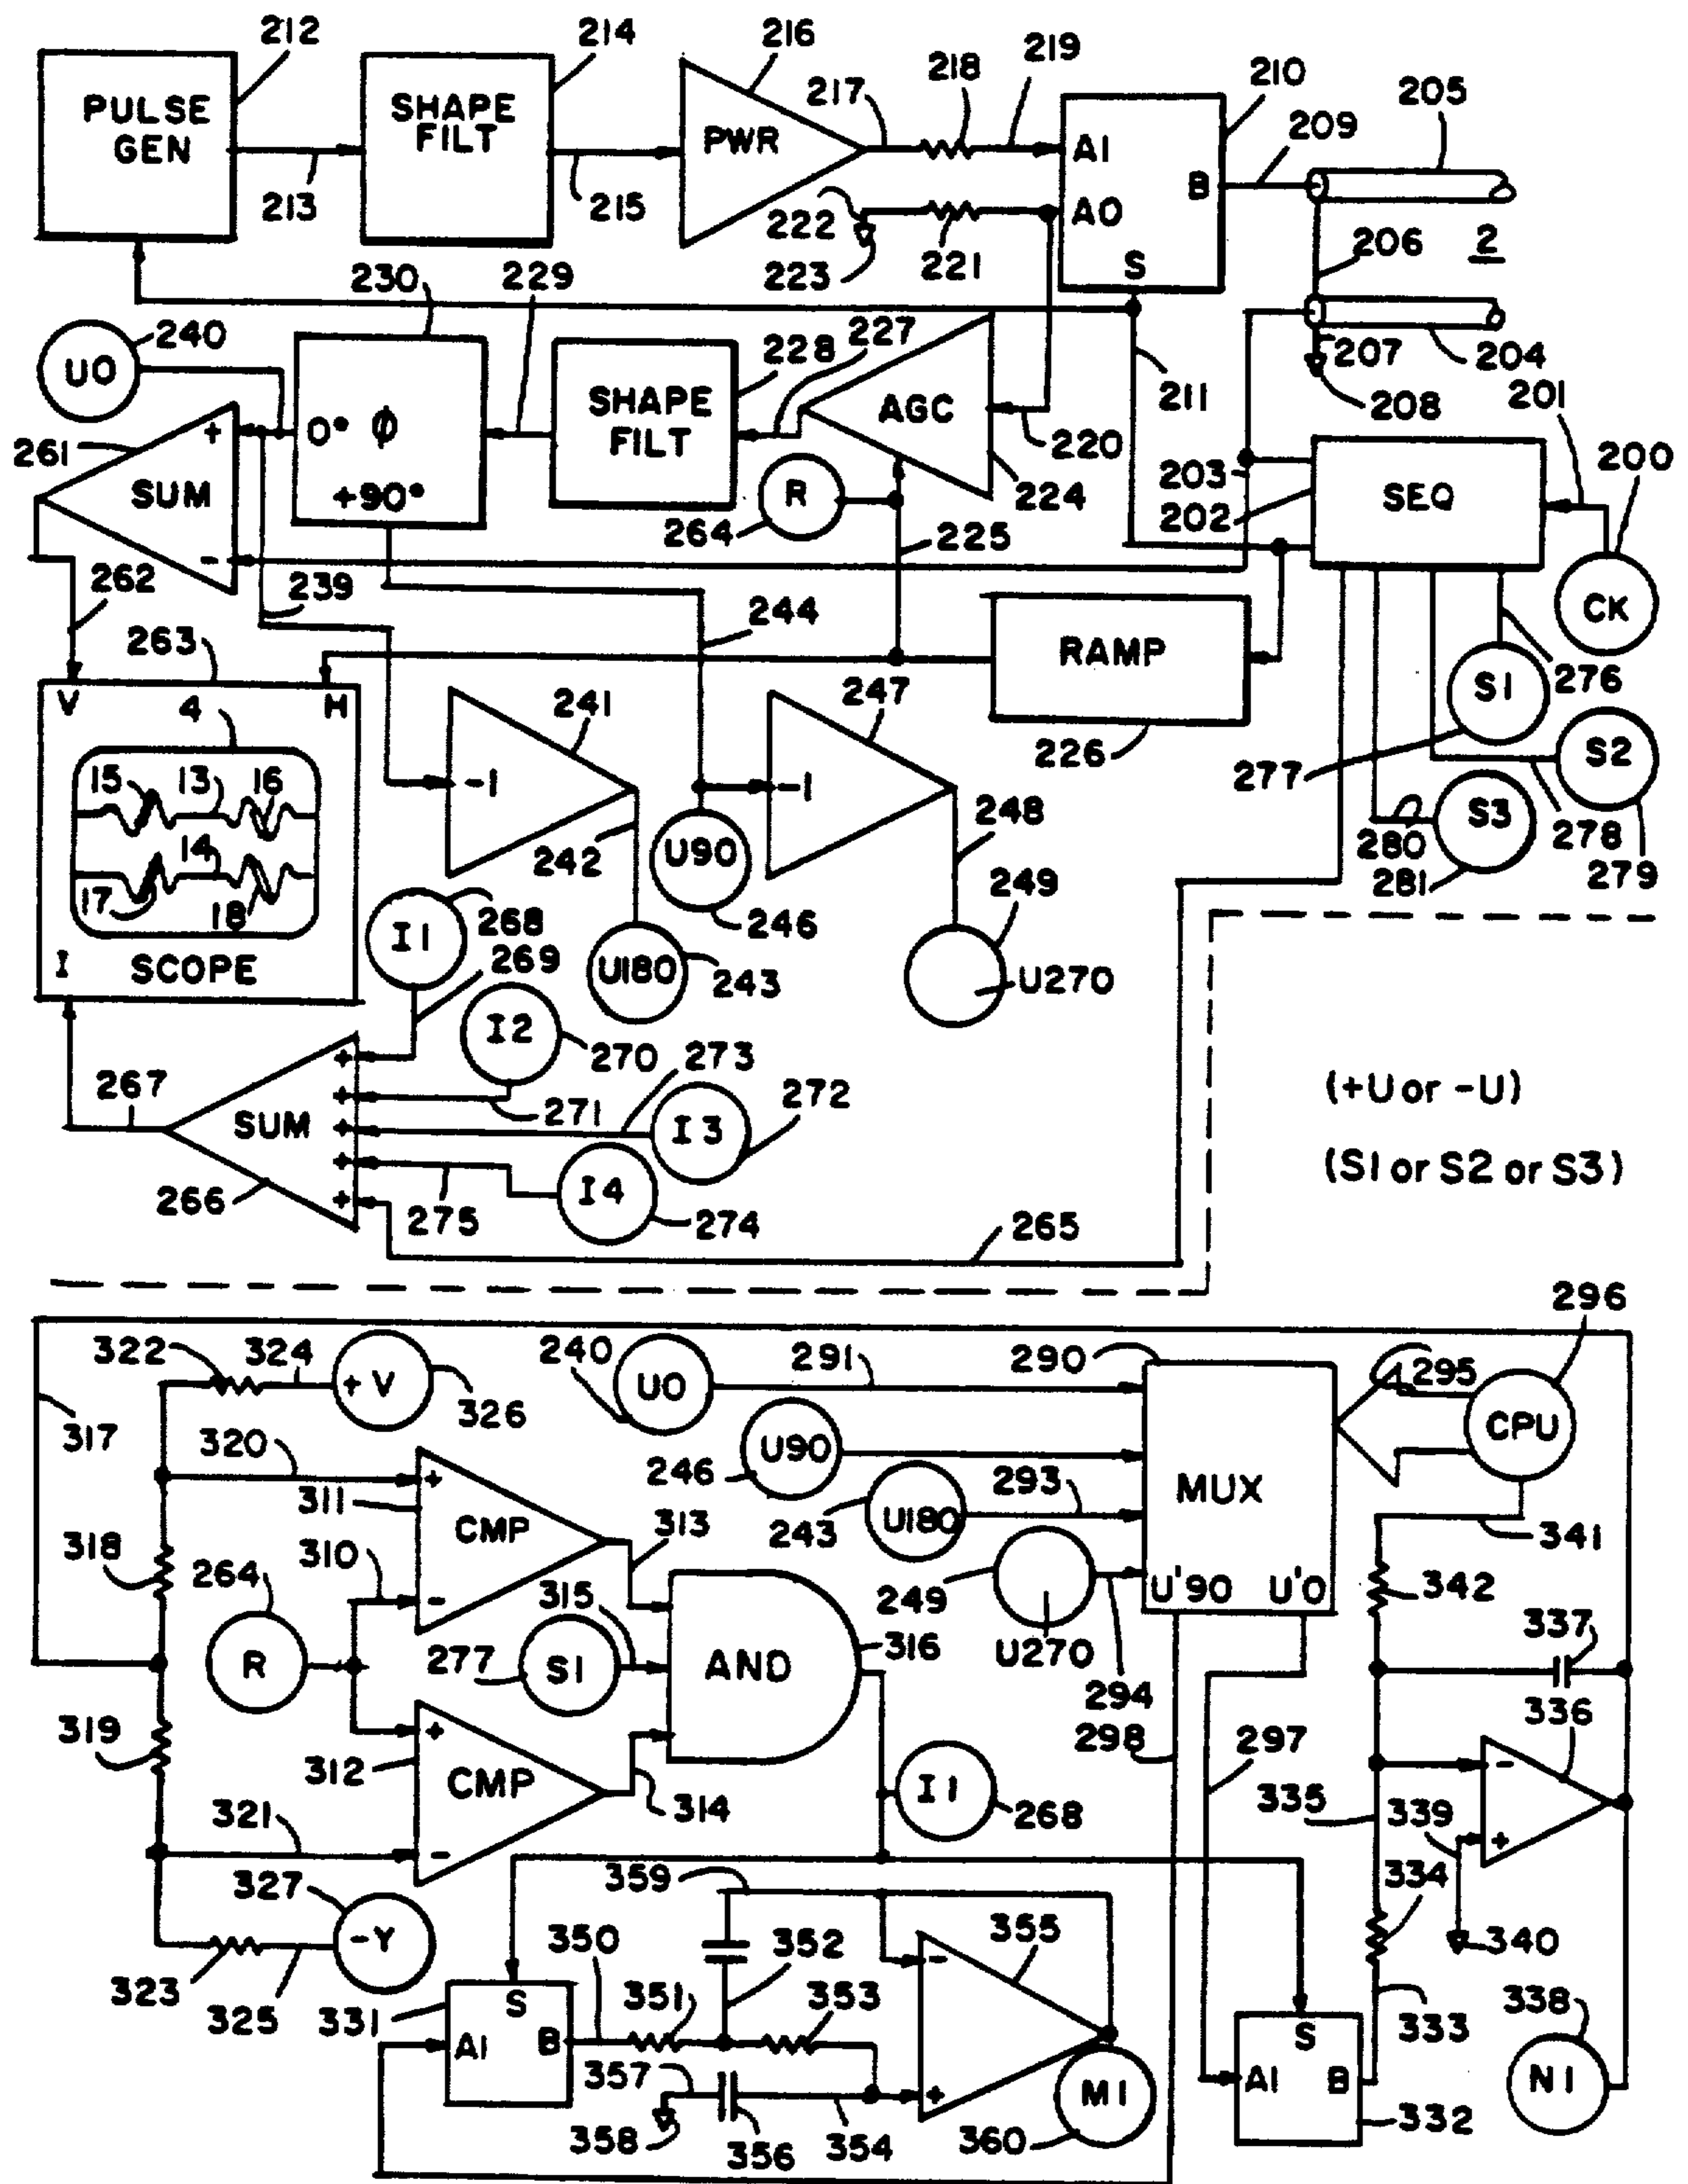 212
214
216
217
218
219
210
209
205
PULSE
GEN
SHAPE
FILT
PWR
A1
B
A0
S
213
215
222
223
221
206
2
230
229
227
228
211
207
204
208
201
240
U0
0° φ
+90°
SHAPE
FILT
AGC
220
224
R
264
225
203
202
SEQ
200
CK
261
+
SUM
-
262
239
244
RAMP
226
247
241
276
S1
277
S2
278
279
S3
280
281
263
V
H
4
15
13
16
14
17
18
I
SCOPE
-1
242
U90
246
-1
248
249
U180
243
U270
I1
268
269
I2
270
273
272
271
I3
267
SUM
+
+
+
+
+
266
275
I4
274
265
(+U or -U)
(S1 or S2 or S3)
296
322
324
+V
326
240
U0
291
290
295
CPU
317
320
311
+
CMP
-
313
U90
246
293
MUX
243
U180
341
318
264
310
315
R
277
S1
AND
316
249
U270
294
U'90
U'0
342
337
319
312
+
CMP
-
314
298
297
336
-
+
335
339
321
I1
268
334
340
327
-Y
323
325
359
350
352
355
331
S
A1
B
351
353
-
+
357
358
356
354
M1
360
S
A1
B
333
332
338
N1